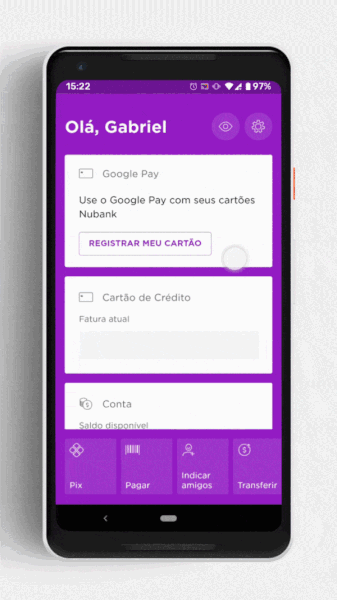 15:22
97%
Olá, Gabriel
Google Pay
Use o Google Pay com seus cartões
Nubank
REGISTRAR MEU CARTÃO
Cartão de Crédito
Fatura atual
Conta
Saldo disponível
Pix
Pagar
Indicar
amigos
Transferir